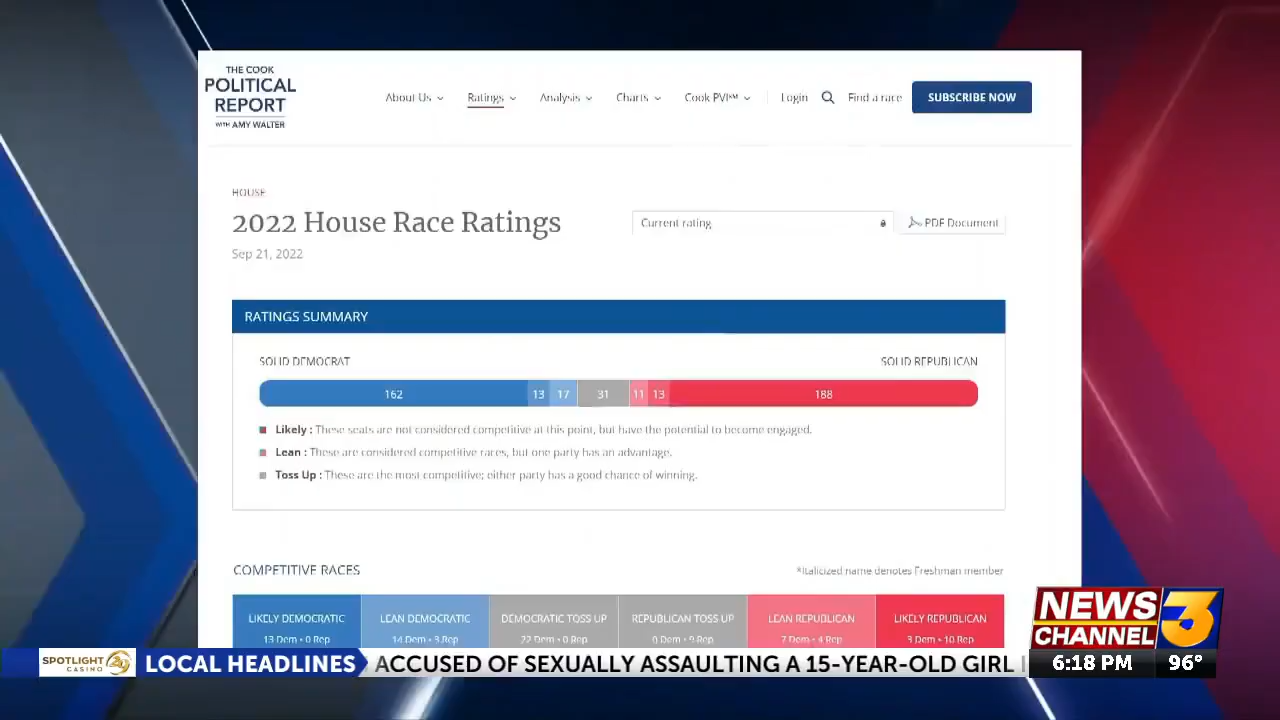 THE COOK
POLITICAL
REPORT
WITH AMY WALTER
About Us Ratings Analysis Charts Cook PVI℠ Login Find a race SUBSCRIBE NOW
HOUSE
2022 House Race Ratings
Current rating
PDF Document
Sep 21, 2022
RATINGS SUMMARY
SOLID DEMOCRAT SOLID REPUBLICAN
162 13 17 31 11 13 188
Likely : These seats are not considered competitive at this point, but have the potential to become engaged.
Lean : These are considered competitive races, but one party has an advantage.
Toss Up : These are the most competitive; either party has a good chance of winning.
COMPETITIVE RACES *Italicized name denotes Freshman member
LIKELY DEMOCRATIC LEAN DEMOCRATIC DEMOCRATIC TOSS UP REPUBLICAN TOSS UP LEAN REPUBLICAN LIKELY REPUBLICAN
13 Dem • 0 Rep 14 Dem • 3 Rep 22 Dem • 0 Rep 0 Dem • 9 Rep 7 Dem • 4 Rep 3 Dem • 10 Rep
NEWS
CHANNEL 3
SPOTLIGHT 29
CASINO
LOCAL HEADLINES ACCUSED OF SEXUALLY ASSAULTING A 15-YEAR-OLD GIRL
6:18 PM 96°